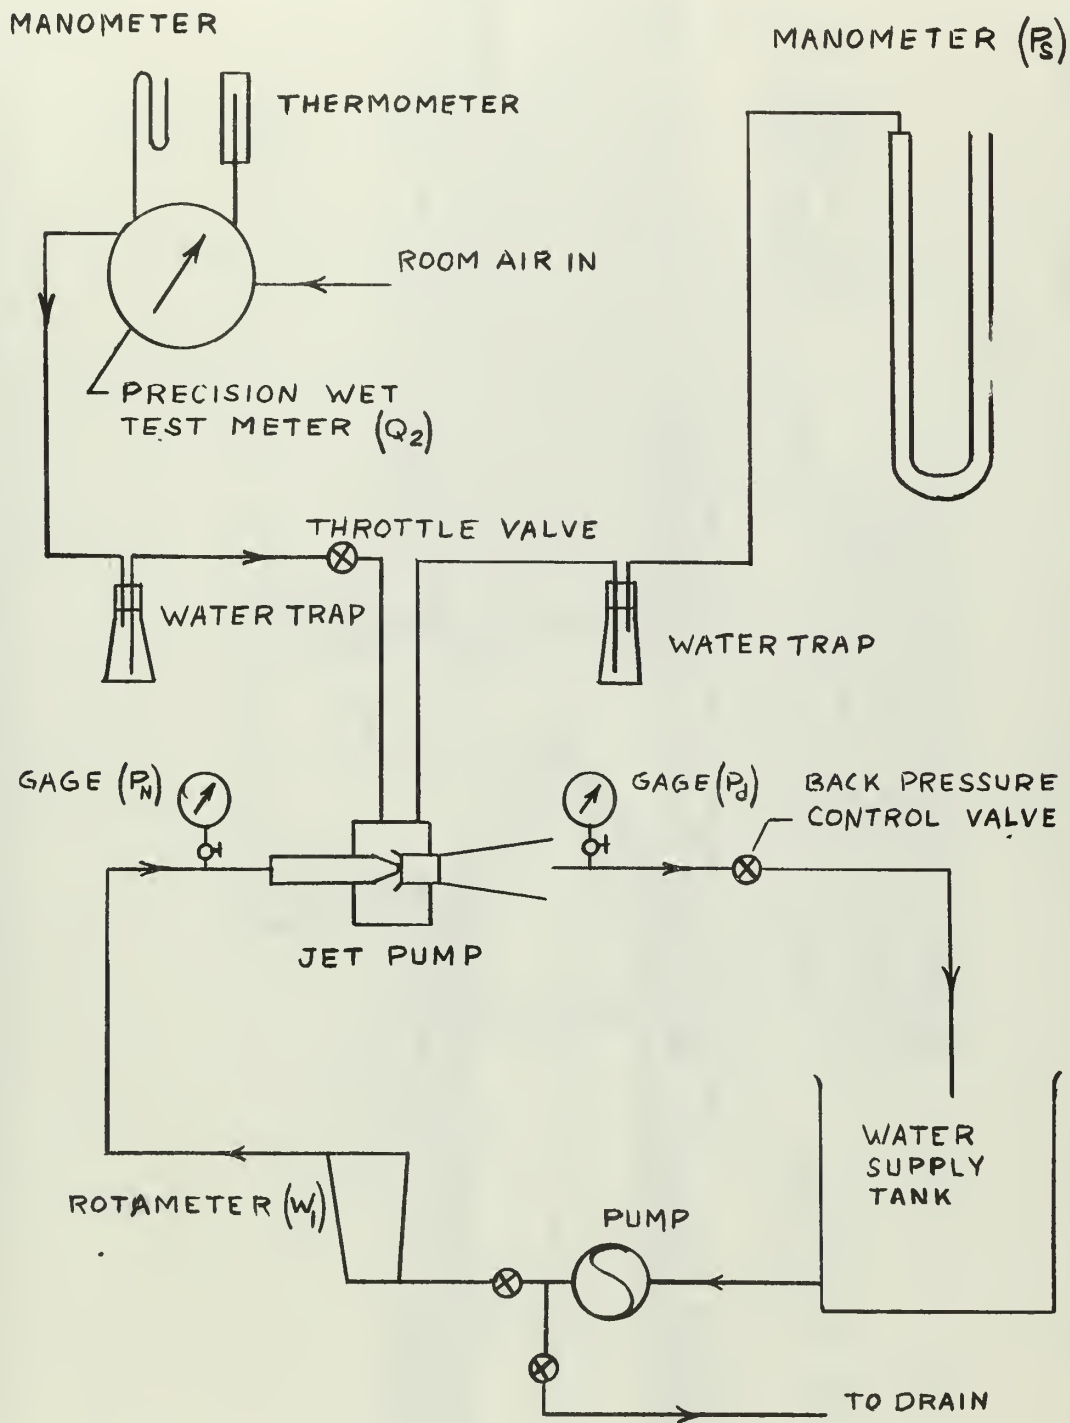 MANOMETER
MANOMETER (Ps)
THERMOMETER
ROOM AIR IN
PRECISION WET
TEST METER (Q2)
THROTTLE VALVE
WATER TRAP
WATER TRAP
GAGE (PN)
GAGE (Pd)
BACK PRESSURE
CONTROL VALVE
JET PUMP
WATER
SUPPLY
TANK
ROTAMETER (W1)
PUMP
TO DRAIN